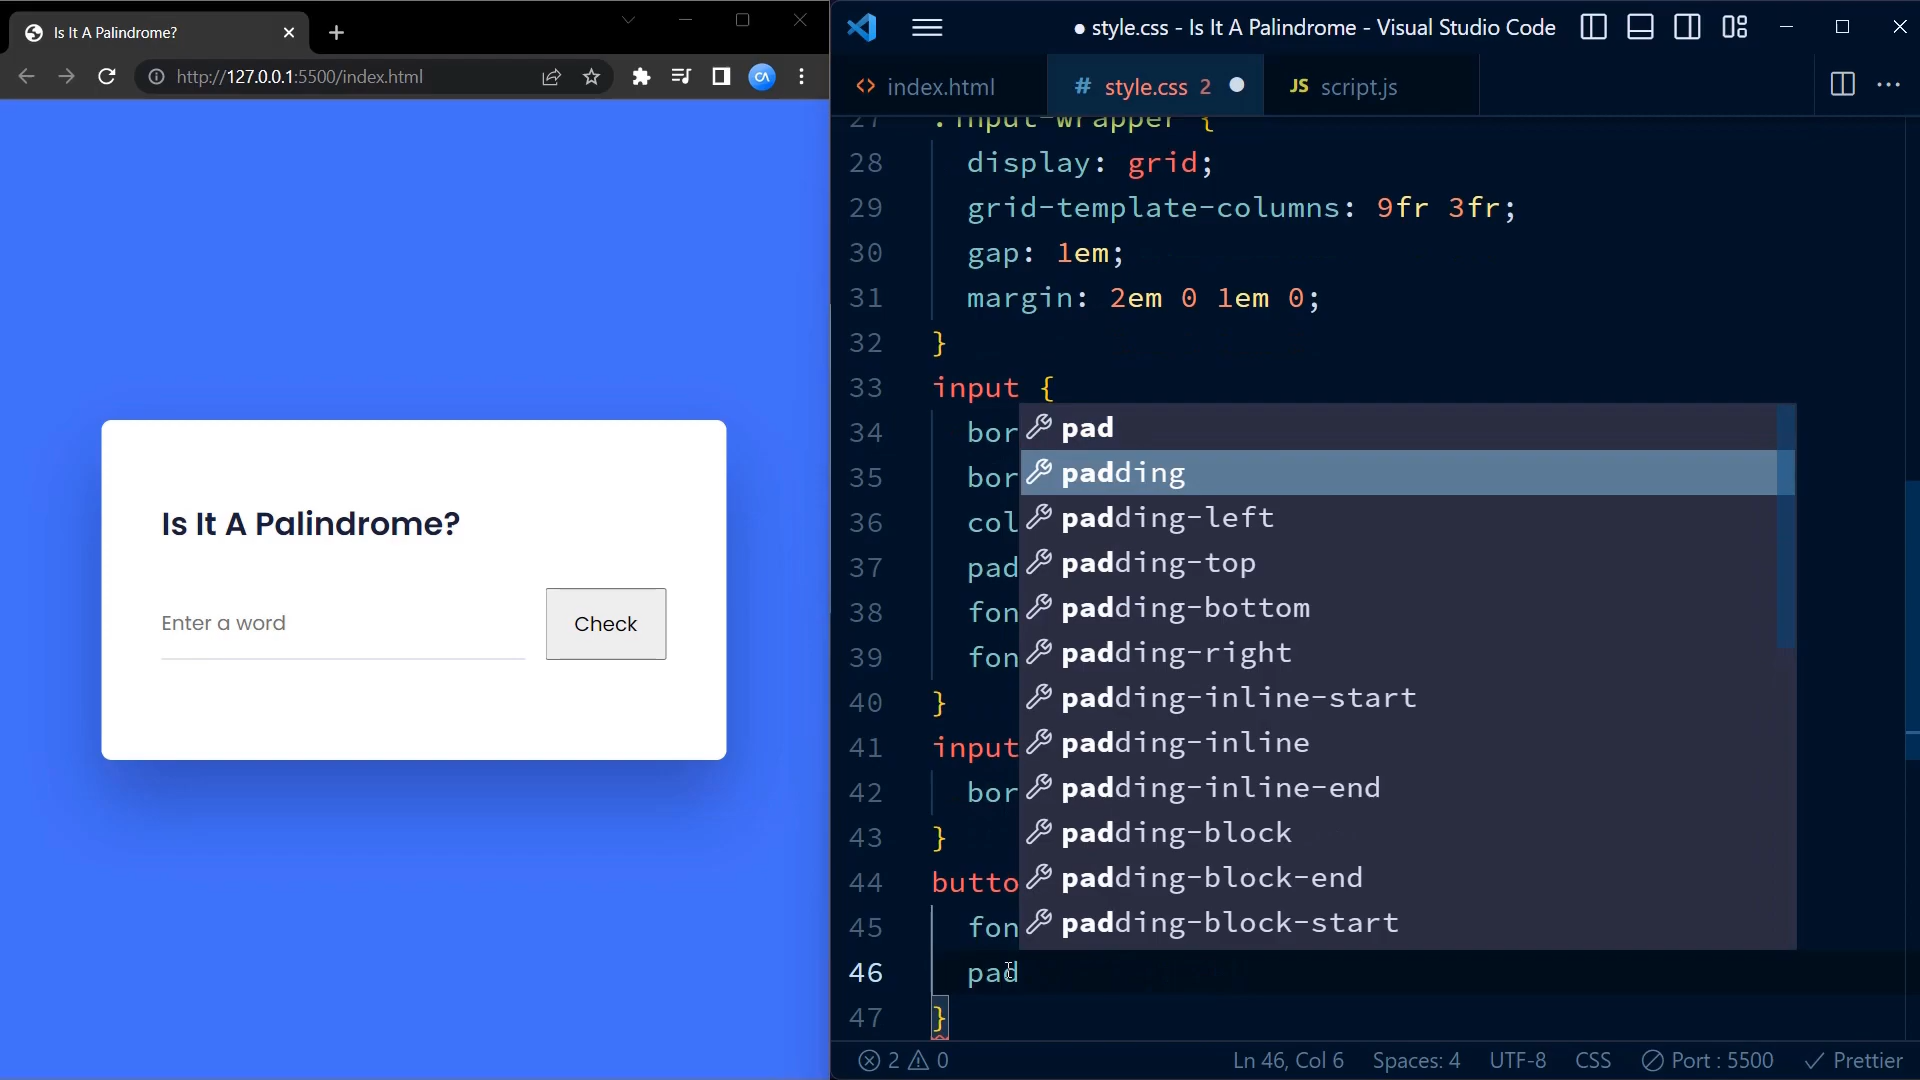 Is It A Palindrome?
http://127.0.0.1:5500/index.html
CA
Is It A Palindrome?
Enter a word
Check
● style.css - Is It A Palindrome - Visual Studio Code
<> index.html
# style.css 2
JS script.js
27 .input-wrapper {
28 display: grid;
29 grid-template-columns: 9fr 3fr;
30 gap: 1em;
31 margin: 2em 0 1em 0;
32 }
33 input {
34 bor
35 bor
36 col
37 pad
38 fon
39 fon
40 }
41 input
42 bor
43 }
44 butto
45 fon
46 pad
47 }
pad
padding
padding-left
padding-top
padding-bottom
padding-right
padding-inline-start
padding-inline
padding-inline-end
padding-block
padding-block-end
padding-block-start
2 0 Ln 46, Col 6 Spaces: 4 UTF-8 CSS Port : 5500 Prettier